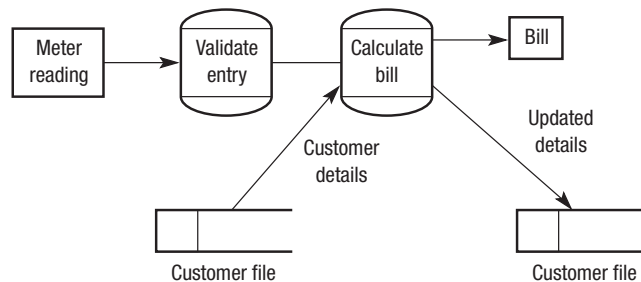 Meter
reading
Validate
entry
Calculate
bill
Bill
Customer
details
Updated
details
Customer file
Customer file